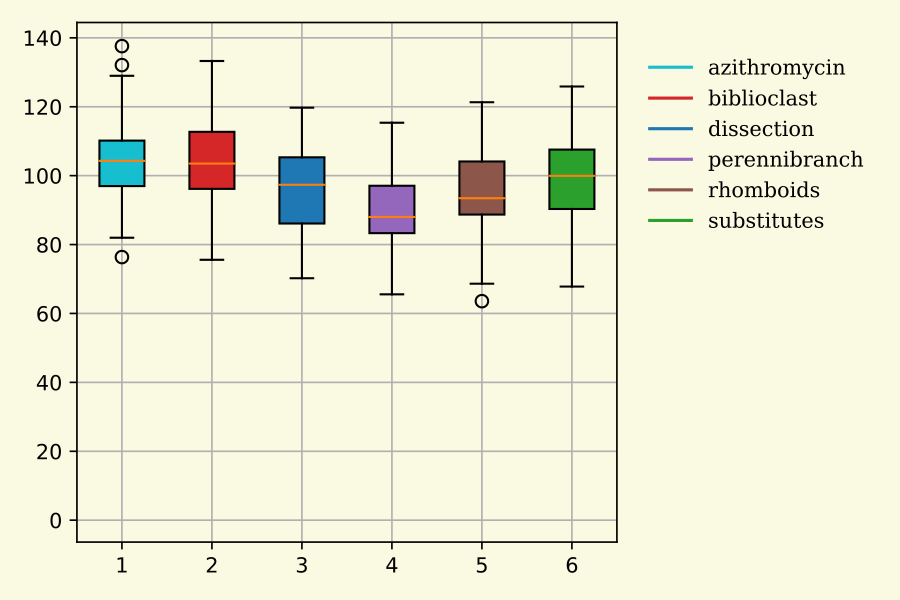 140
120
100
80
60
40
20
0
1 2 3 4 5 6
azithromycin
biblioclast
dissection
perennibranch
rhomboids
substitutes